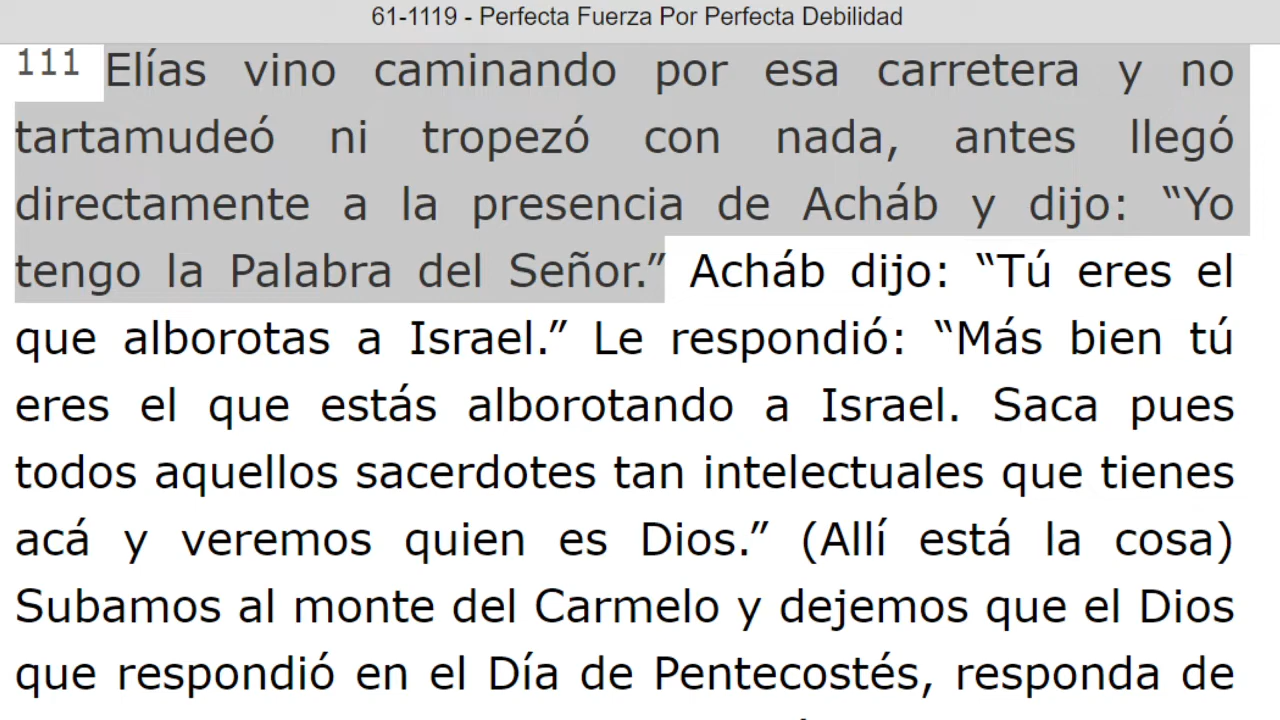 61-1119 - Perfecta Fuerza Por Perfecta Debilidad
111 Elías vino caminando por esa carretera y no
tartamudeó ni tropezó con nada, antes llegó
directamente a la presencia de Acháb y dijo: “Yo
tengo la Palabra del Señor.” Acháb dijo: “Tú eres el
que alborotas a Israel.” Le respondió: “Más bien tú
eres el que estás alborotando a Israel. Saca pues
todos aquellos sacerdotes tan intelectuales que tienes
acá y veremos quien es Dios.” (Allí está la cosa)
Subamos al monte del Carmelo y dejemos que el Dios
que respondió en el Día de Pentecostés, responda de